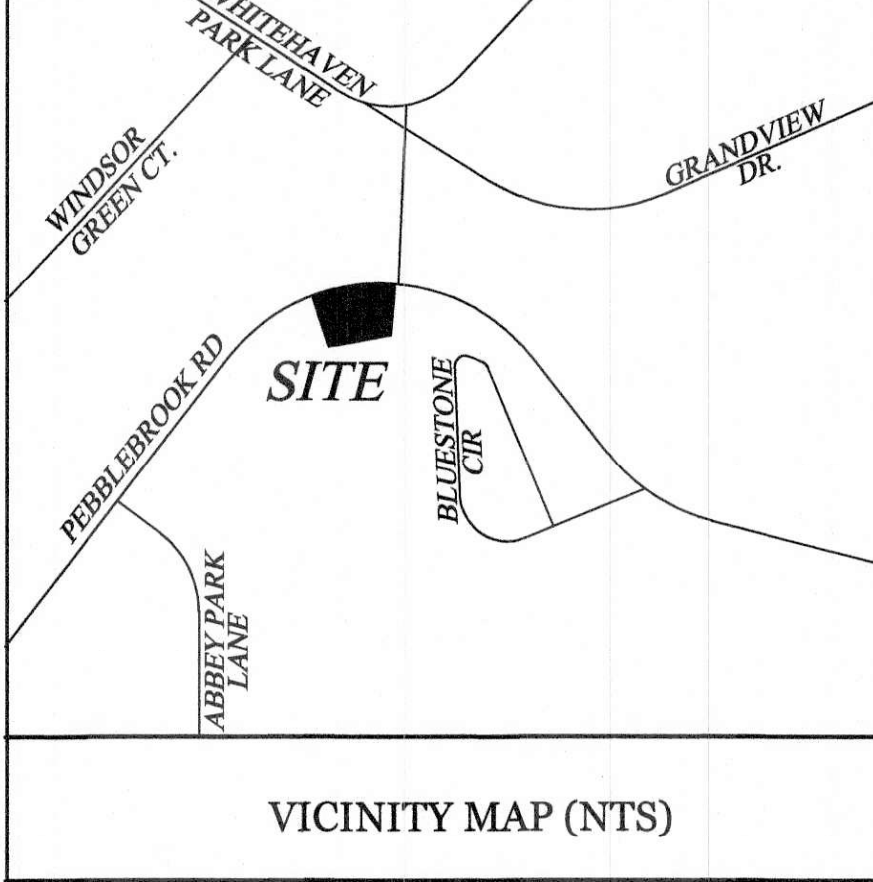 WHITEHAVEN
PARK LANE
WINDSOR
GREEN CT.
GRANDVIEW
DR.
SITE
PEBBLEBROOK RD
BLUESTONE
CIR
ABBEY PARK
LANE
VICINITY MAP (NTS)